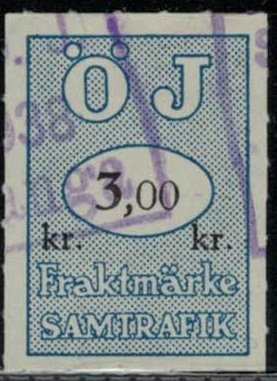 ÖJ
3,00
kr. kr.
Fraktmärke
SAMTRAFIK